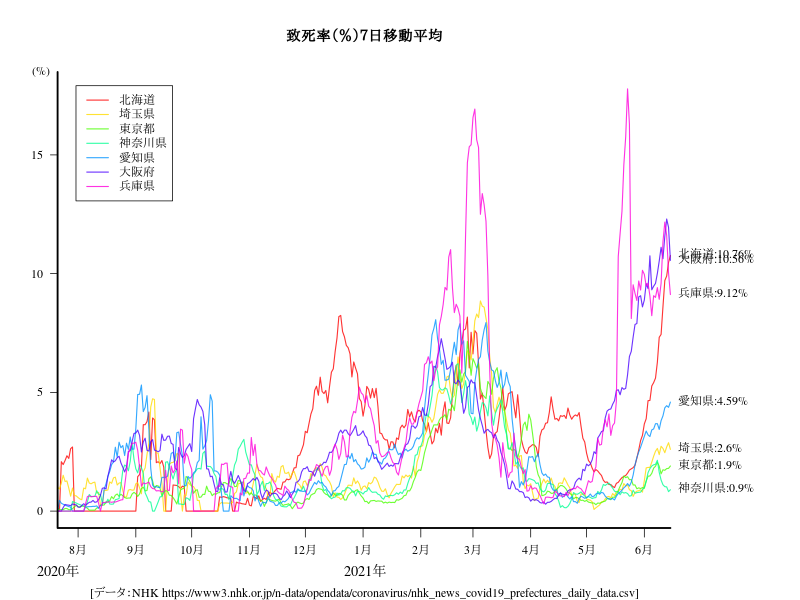 致死率(%)7日移動平均
(%)
北海道
埼玉県
東京都
神奈川県
愛知県
大阪府
兵庫県
15
10
5
0
北海道:10.76%
大阪府:10.56%
兵庫県:9.12%
愛知県:4.59%
埼玉県:2.6%
東京都:1.9%
神奈川県:0.9%
8月 9月 10月 11月 12月 1月 2月 3月 4月 5月 6月
2020年 2021年
[データ:NHK https://www3.nhk.or.jp/n-data/opendata/coronavirus/nhk_news_covid19_prefectures_daily_data.csv]